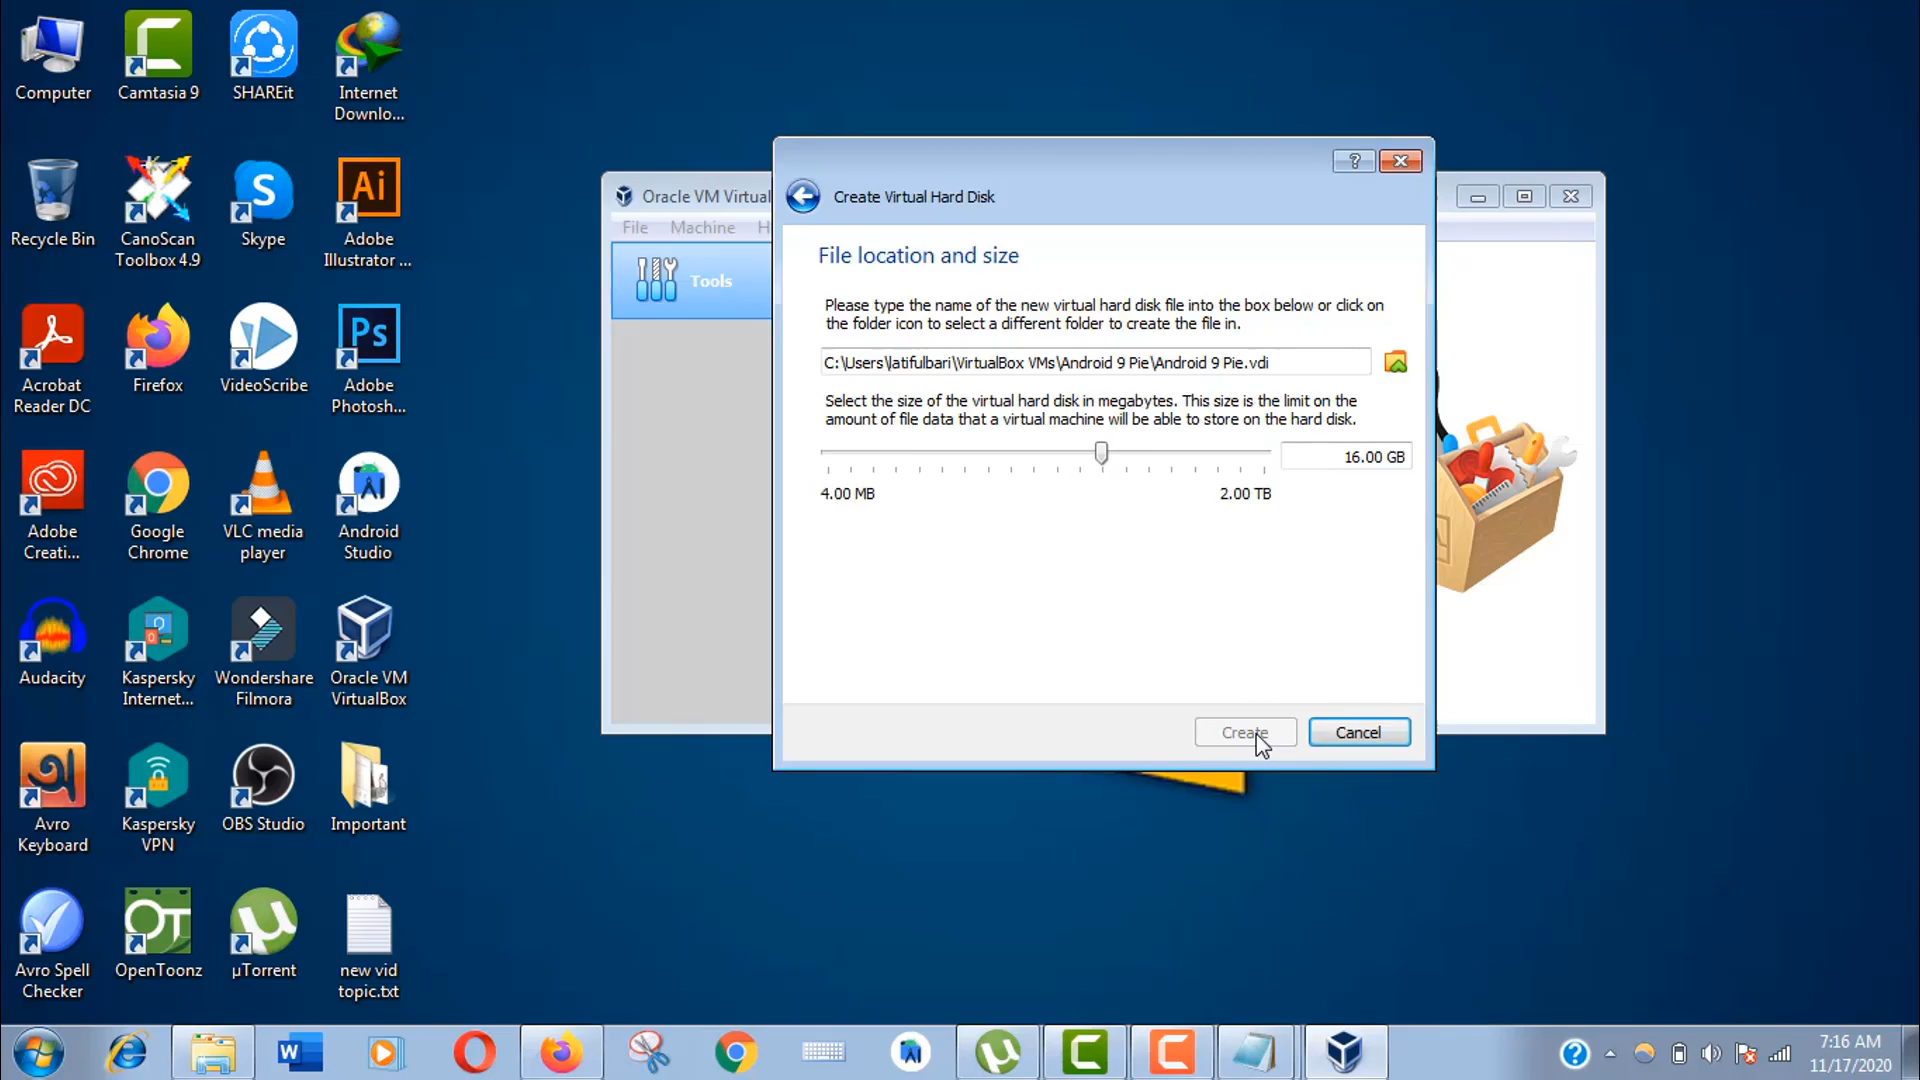 Computer
Camtasia 9
SHAREit
Internet
Downlo...
Recycle Bin
CanoScan
Toolbox 4.9
Skype
Ai
Adobe
Illustrator ...
Acrobat
Reader DC
Firefox
VideoScribe
Ps
Adobe
Photosh...
Adobe
Creati...
Google
Chrome
VLC media
player
Android
Studio
Audacity
Kaspersky
Internet...
Wondershare
Filmora
Oracle VM
VirtualBox
Avro
Keyboard
Kaspersky
VPN
OBS Studio
Important
Avro Spell
Checker
OpenToonz
µTorrent
new vid
topic.txt
Oracle VM Virtual
File Machine H
Tools
?
Create Virtual Hard Disk
File location and size
Please type the name of the new virtual hard disk file into the box below or click on
the folder icon to select a different folder to create the file in.
C:\Users\latifulbari\VirtualBox VMs\Android 9 Pie\Android 9 Pie.vdi
Select the size of the virtual hard disk in megabytes. This size is the limit on the
amount of file data that a virtual machine will be able to store on the hard disk.
16.00 GB
4.00 MB
2.00 TB
Create
Cancel
7:16 AM
11/17/2020